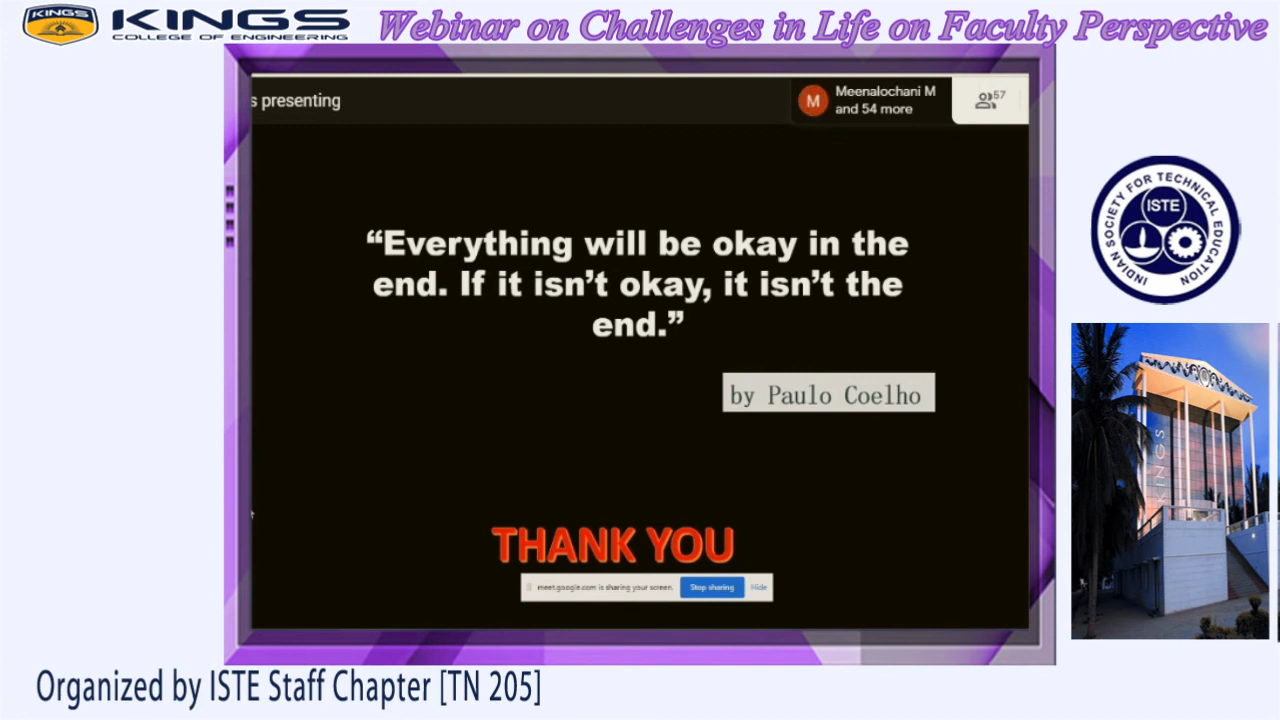 KINGS
KINGS
COLLEGE OF ENGINEERING
Webinar on Challenges in Life on Faculty Perspective
s presenting
M
Meenalochani M
and 54 more
57
“Everything will be okay in the
end. If it isn’t okay, it isn’t the
end.”
by Paulo Coelho
THANK YOU
meet.google.com is sharing your screen.
Stop sharing
Hide
INDIAN SOCIETY FOR TECHNICAL EDUCATION
ISTE
KINGS
Organized by ISTE Staff Chapter [TN 205]